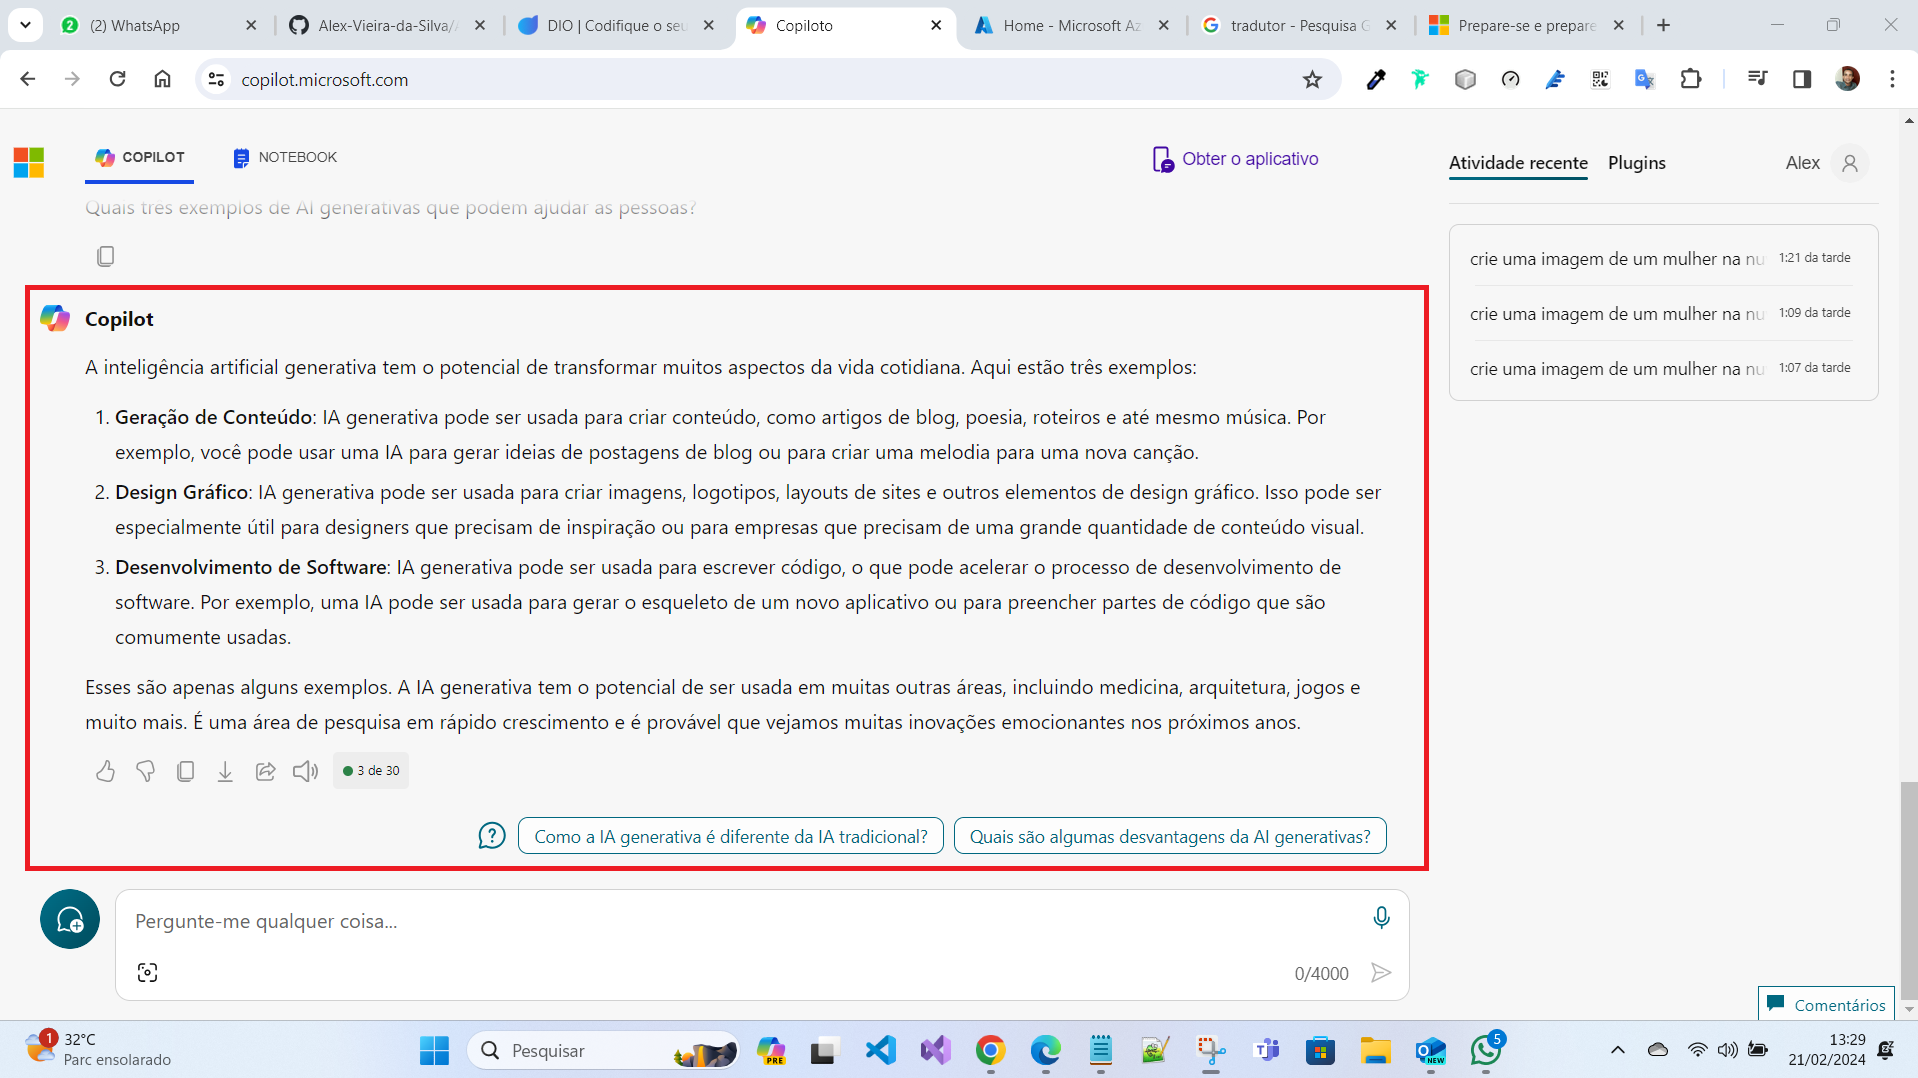 (2) WhatsApp
Alex-Vieira-da-Silva/
DIO | Codifique o seu
Copiloto
Home - Microsoft Az
tradutor - Pesquisa G
Prepare-se e prepare
copilot.microsoft.com
COPILOT
NOTEBOOK
Obter o aplicativo
Atividade recente
Plugins
Alex
Quais três exemplos de AI generativas que podem ajudar as pessoas?
crie uma imagem de um mulher na nu 1:21 da tarde
crie uma imagem de um mulher na nu 1:09 da tarde
crie uma imagem de um mulher na nu 1:07 da tarde
Copilot
A inteligência artificial generativa tem o potencial de transformar muitos aspectos da vida cotidiana. Aqui estão três exemplos:
1. Geração de Conteúdo: IA generativa pode ser usada para criar conteúdo, como artigos de blog, poesia, roteiros e até mesmo música. Por
exemplo, você pode usar uma IA para gerar ideias de postagens de blog ou para criar uma melodia para uma nova canção.
2. Design Gráfico: IA generativa pode ser usada para criar imagens, logotipos, layouts de sites e outros elementos de design gráfico. Isso pode ser
especialmente útil para designers que precisam de inspiração ou para empresas que precisam de uma grande quantidade de conteúdo visual.
3. Desenvolvimento de Software: IA generativa pode ser usada para escrever código, o que pode acelerar o processo de desenvolvimento de
software. Por exemplo, uma IA pode ser usada para gerar o esqueleto de um novo aplicativo ou para preencher partes de código que são
comumente usadas.
Esses são apenas alguns exemplos. A IA generativa tem o potencial de ser usada em muitas outras áreas, incluindo medicina, arquitetura, jogos e
muito mais. É uma área de pesquisa em rápido crescimento e é provável que vejamos muitas inovações emocionantes nos próximos anos.
3 de 30
Como a IA generativa é diferente da IA tradicional?
Quais são algumas desvantagens da AI generativas?
Pergunte-me qualquer coisa...
0/4000
Comentários
1
32°C
Parc ensolarado
Pesquisar
PRE
NEW
5
13:29
21/02/2024